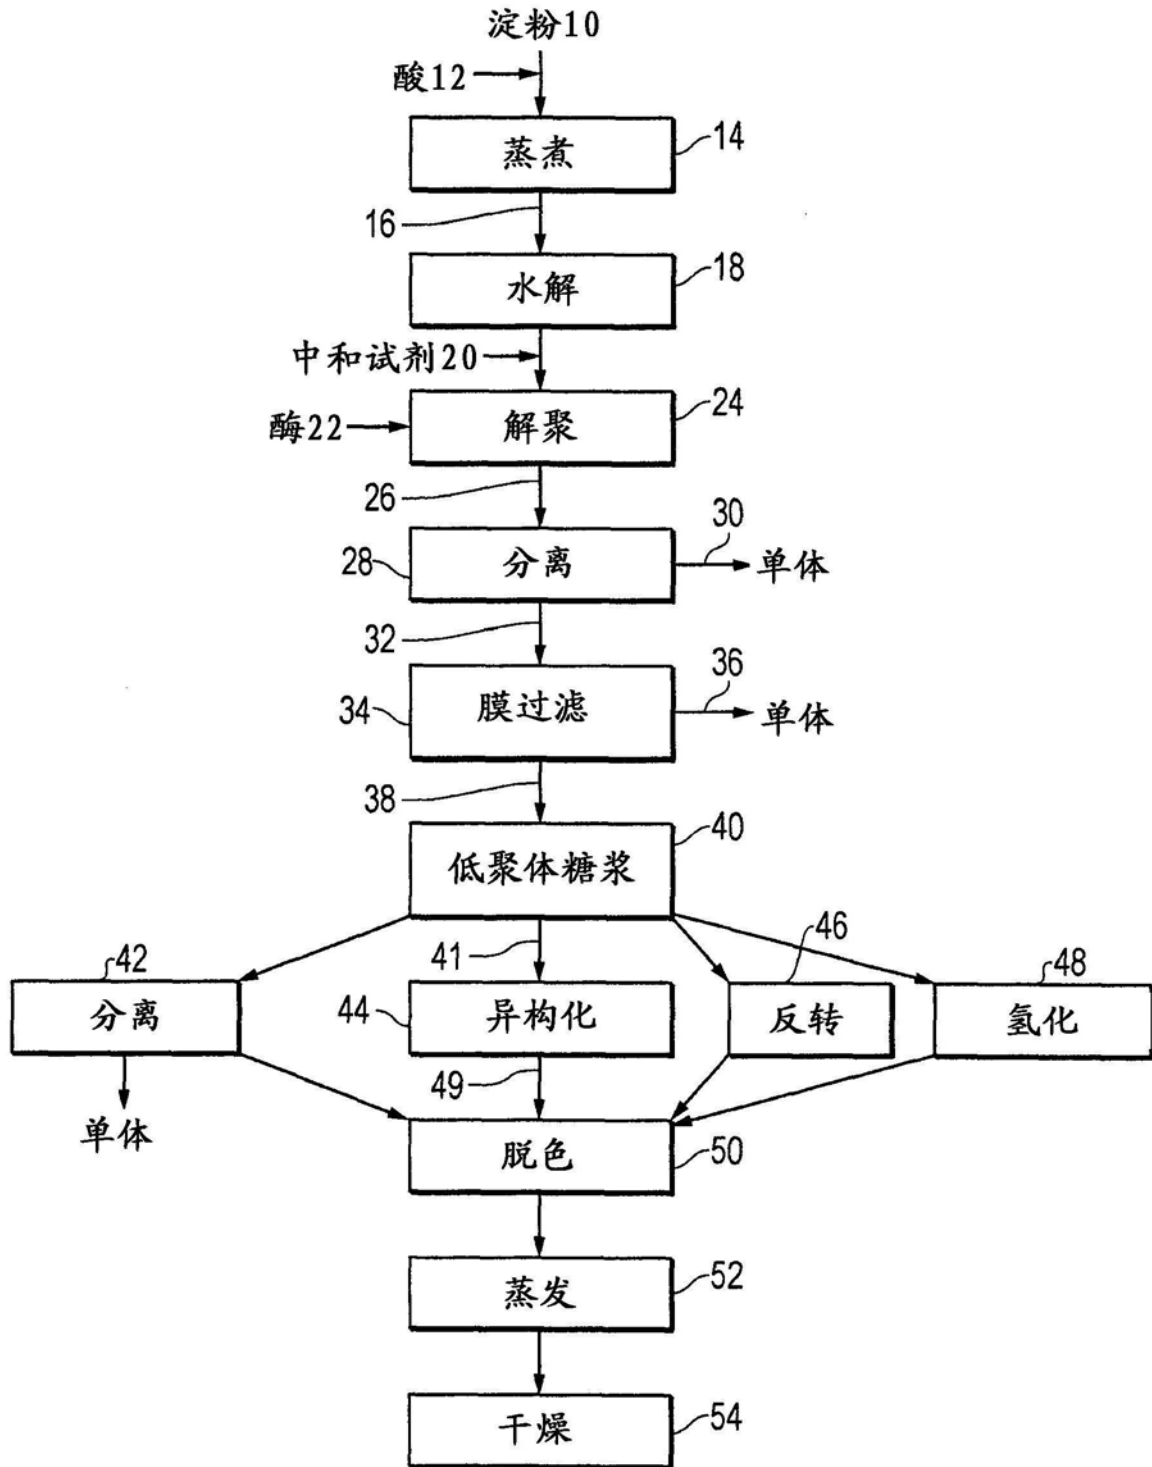 淀粉10
酸12
蒸煮
14
16
水解
18
中和试剂20
酶22
解聚
24
26
28
分离
30
单体
32
34
膜过滤
36
单体
38
低聚体糖浆
40
41
42
分离
44
异构化
46
反转
48
氢化
单体
49
脱色
50
蒸发
52
干燥
54